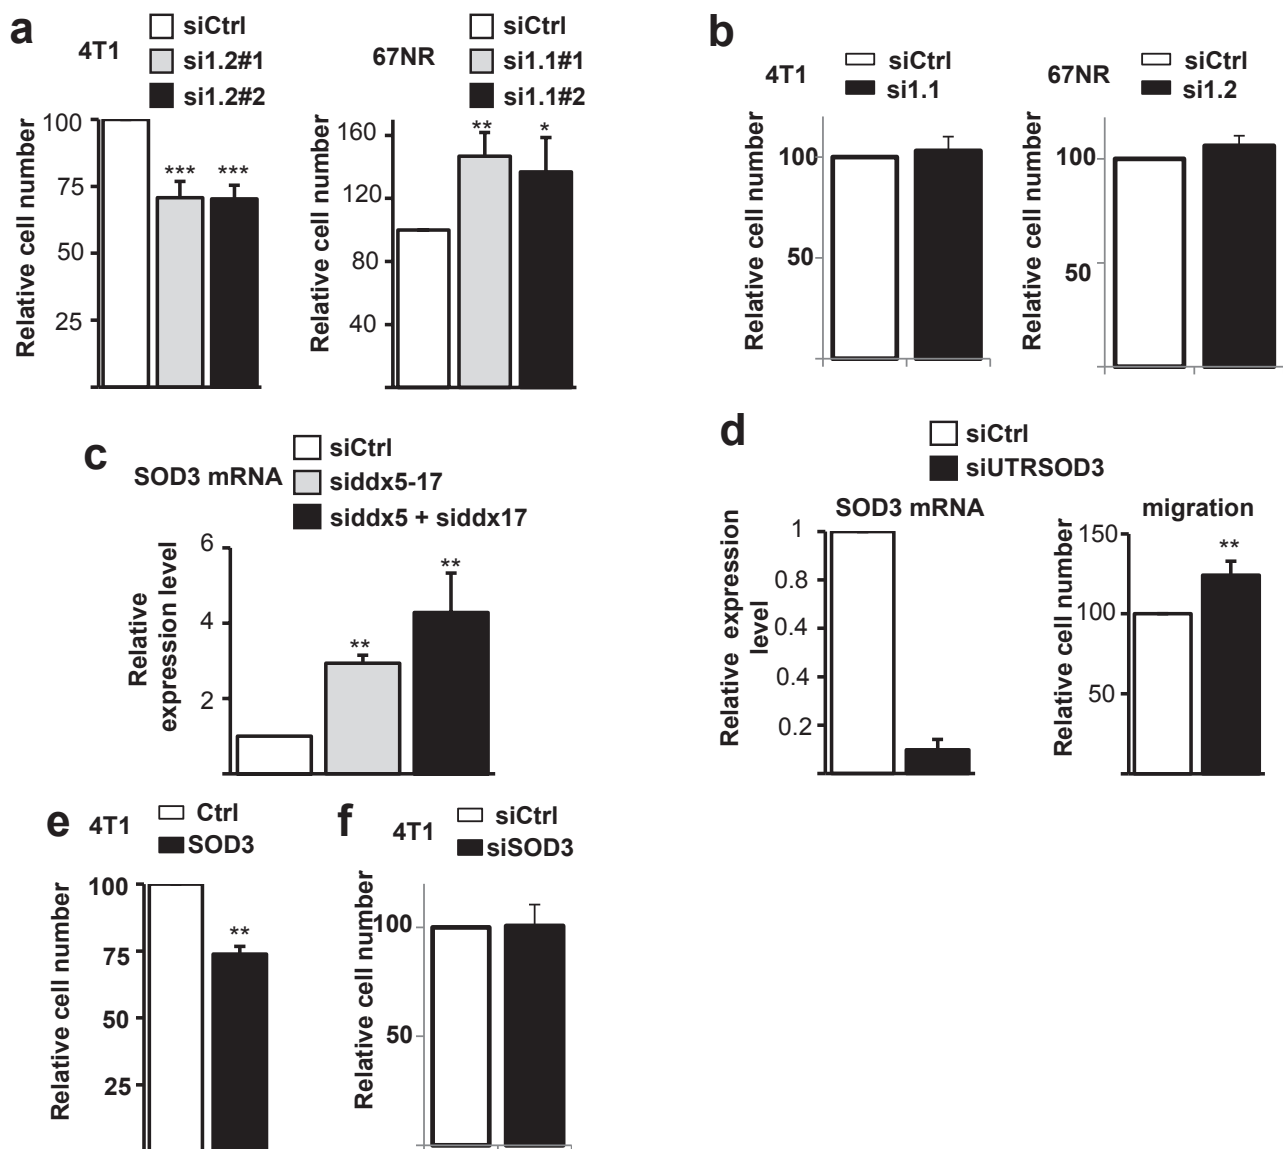 a
4T1
siCtrl
si1.2#1
si1.2#2
Relative cell number
100
75
50
25
***
***
67NR
siCtrl
si1.1#1
si1.1#2
Relative cell number
160
120
80
40
**
*
b
4T1
siCtrl
si1.1
Relative cell number
100
50
67NR
siCtrl
si1.2
Relative cell number
100
50
c
SOD3 mRNA
siCtrl
siddx5-17
siddx5 + siddx17
Relative
expression level
6
4
2
**
**
d
siCtrl
siUTRSOD3
SOD3 mRNA
Relative expression
level
1
0.8
0.4
0.4
0.2
migration
Relative cell number
150
100
50
**
e
4T1
Ctrl
SOD3
Relative cell number
100
75
50
25
**
f
4T1
siCtrl
siSOD3
Relative cell number
100
50